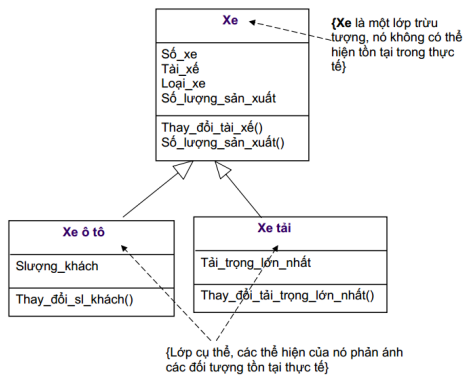 Xe
{Xe là một lớp trừu
tượng, nó không có thể
hiện tồn tại trong thực
tế}
Số_xe
Tài_xế
Loại_xe
Số_lượng_sản_xuất
Thay_đổi_tài_xế()
Số_lượng_sản_xuất()
Xe ô tô
Slượng_khách
Thay_đổi_sl_khách()
Xe tải
Tải_trọng_lớn_nhất
Thay_đổi_tải_trọng_lớn_nhất()
{Lớp cụ thể, các thể hiện của nó phản ánh
các đối tượng tồn tại thực tế}